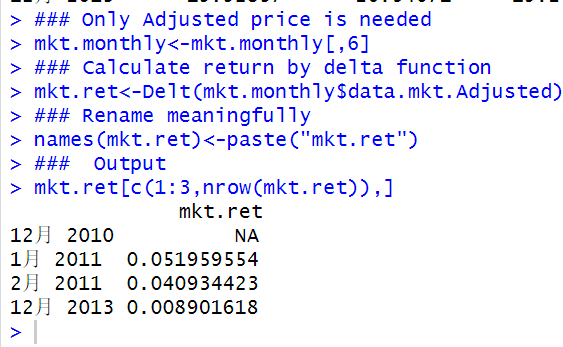 > ### Only Adjusted price is needed
> mkt.monthly<-mkt.monthly[,6]
> ### Calculate return by delta function
> mkt.ret<-Delt(mkt.monthly$data.mkt.Adjusted)
> ### Rename meaningfully
> names(mkt.ret)<-paste("mkt.ret")
> ###  Output
> mkt.ret[c(1:3,nrow(mkt.ret)),]
                mkt.ret
12月 2010          NA
1月 2011  0.051959554
2月 2011  0.040934423
12月 2013 0.008901618
>